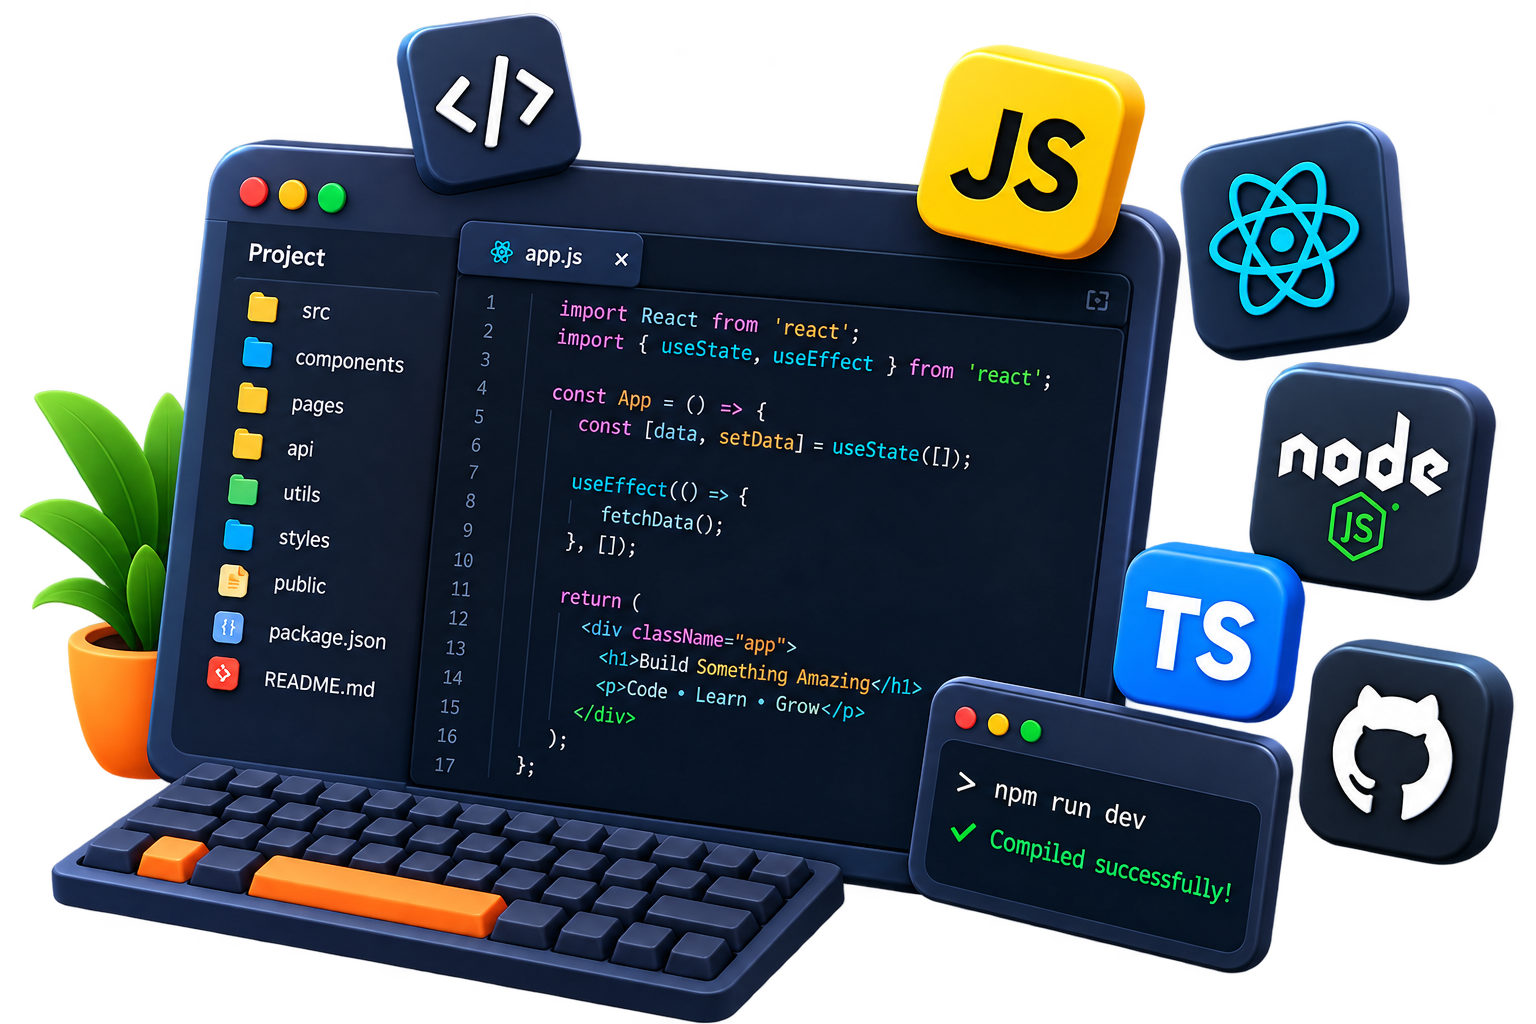 </>
JS
Project
src
components
pages
api
utils
styles
public
{} package.json
README.md
app.js ×
1 import React from 'react';
2 import { useState, useEffect } from 'react';
3
4 const App = () => {
5 const [data, setData] = useState([]);
6
7 useEffect(() => {
8 fetchData();
9 }, []);
10
11 return (
12 <div className="app">
13 <h1>Build Something Amazing</h1>
14 <p>Code • Learn • Grow</p>
15 </div>
16 );
17 };
node
JS
TS
> npm run dev
✓ Compiled successfully!